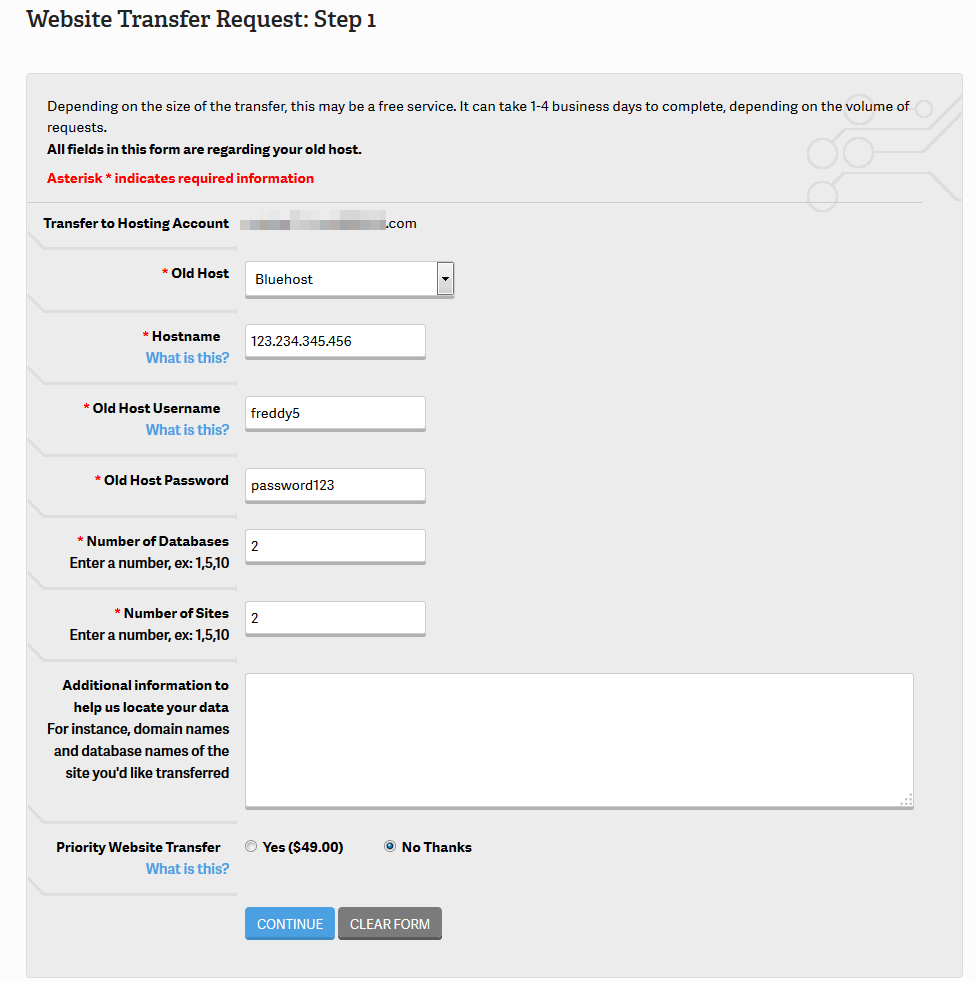 Website Transfer Request: Step 1
Depending on the size of the transfer, this may be a free service. It can take 1-4 business days to complete, depending on the volume of
requests.
All fields in this form are regarding your old host.
Asterisk * indicates required information
Transfer to Hosting Account .com
* Old Host Bluehost
* Hostname 123.234.345.456
What is this?
* Old Host Username freddy5
What is this?
* Old Host Password password123
* Number of Databases 2
Enter a number, ex: 1,5,10
* Number of Sites 2
Enter a number, ex: 1,5,10
Additional information to
help us locate your data
For instance, domain names
and database names of the
site you'd like transferred
Priority Website Transfer Yes ($49.00) No Thanks
What is this?
CONTINUE CLEAR FORM